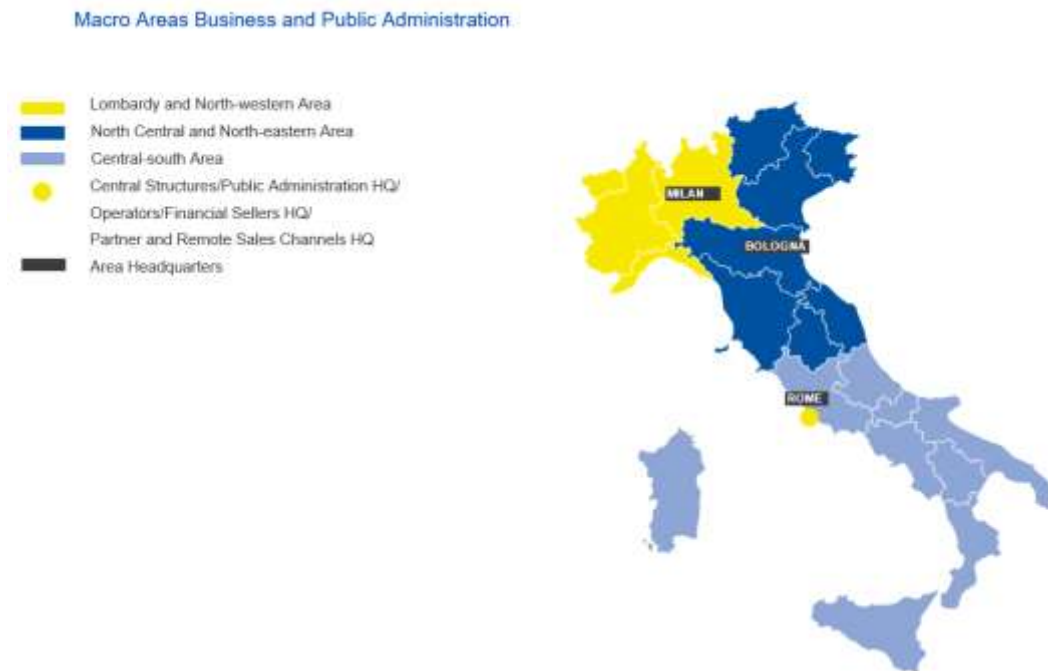 Macro Areas Business and Public Administration
Lombardy and North-western Area
North Central and North-eastern Area
Central-south Area
Central Structures/Public Administration HQ/
Operators/Financial Sellers HQ/
Partner and Remote Sales Channels HQ
Area Headquarters
MILAN
BOLOGNA
ROME